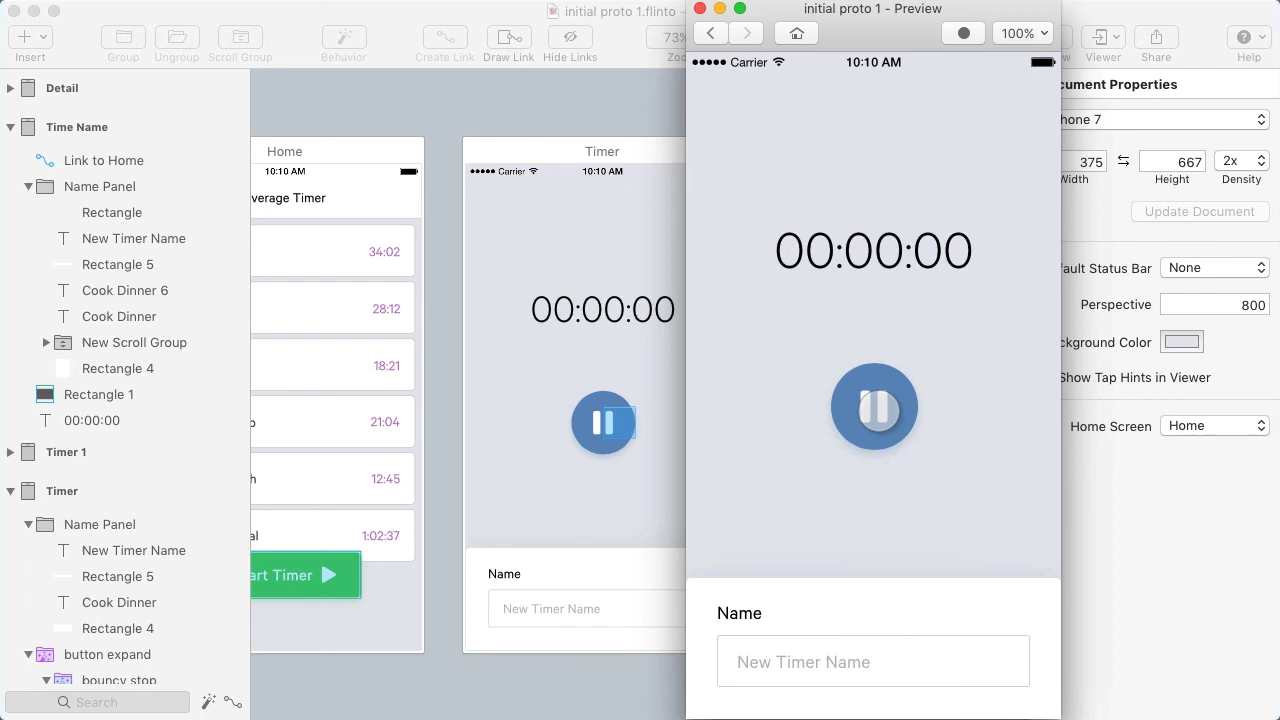 initial proto 1.flinto
initial proto 1 - Preview
Insert
Group
Ungroup
Scroll Group
Behavior
Create Link
Draw Link
Hide Links
73%
Zoo
100%
w
Viewer
Share
Help
Detail
Time Name
Link to Home
Name Panel
Rectangle
New Timer Name
Rectangle 5
Cook Dinner 6
Cook Dinner
New Scroll Group
Rectangle 4
Rectangle 1
00:00:00
Timer 1
Timer
Name Panel
New Timer Name
Rectangle 5
Cook Dinner
Rectangle 4
button expand
bouncy stop
Search
Home
10:10 AM
verage Timer
34:02
28:12
18:21
21:04
12:45
al
1:02:37
art Timer
Timer
Carrier
10:10 AM
00:00:00
Name
New Timer Name
Carrier
10:10 AM
00:00:00
Name
New Timer Name
cument Properties
hone 7
375
667
2x
Width
Height
Density
Update Document
fault Status Bar
None
Perspective
800
ckground Color
Show Tap Hints in Viewer
Home Screen
Home